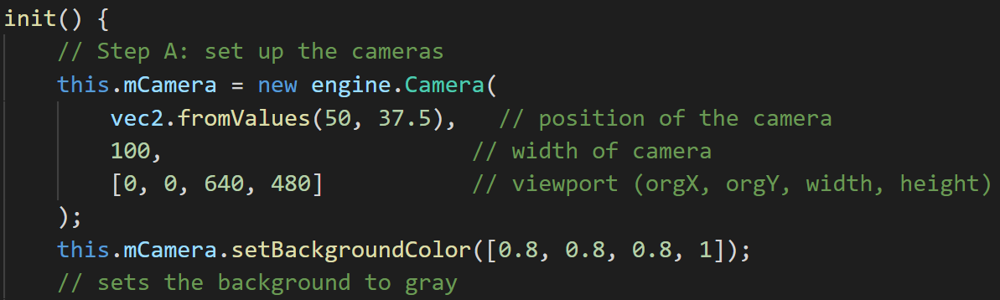 init() {
    // Step A: set up the cameras
    this.mCamera = new engine.Camera(
        vec2.fromValues(50, 37.5),   // position of the camera
        100,                       // width of camera
        [0, 0, 640, 480]           // viewport (orgX, orgY, width, height)
    );
    this.mCamera.setBackgroundColor([0.8, 0.8, 0.8, 1]);
    // sets the background to gray